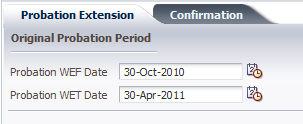 Probation Extension Confirmation
Original Probation Period
Probation WEF Date 30-Oct-2010
Probation WET Date 30-Apr-2011